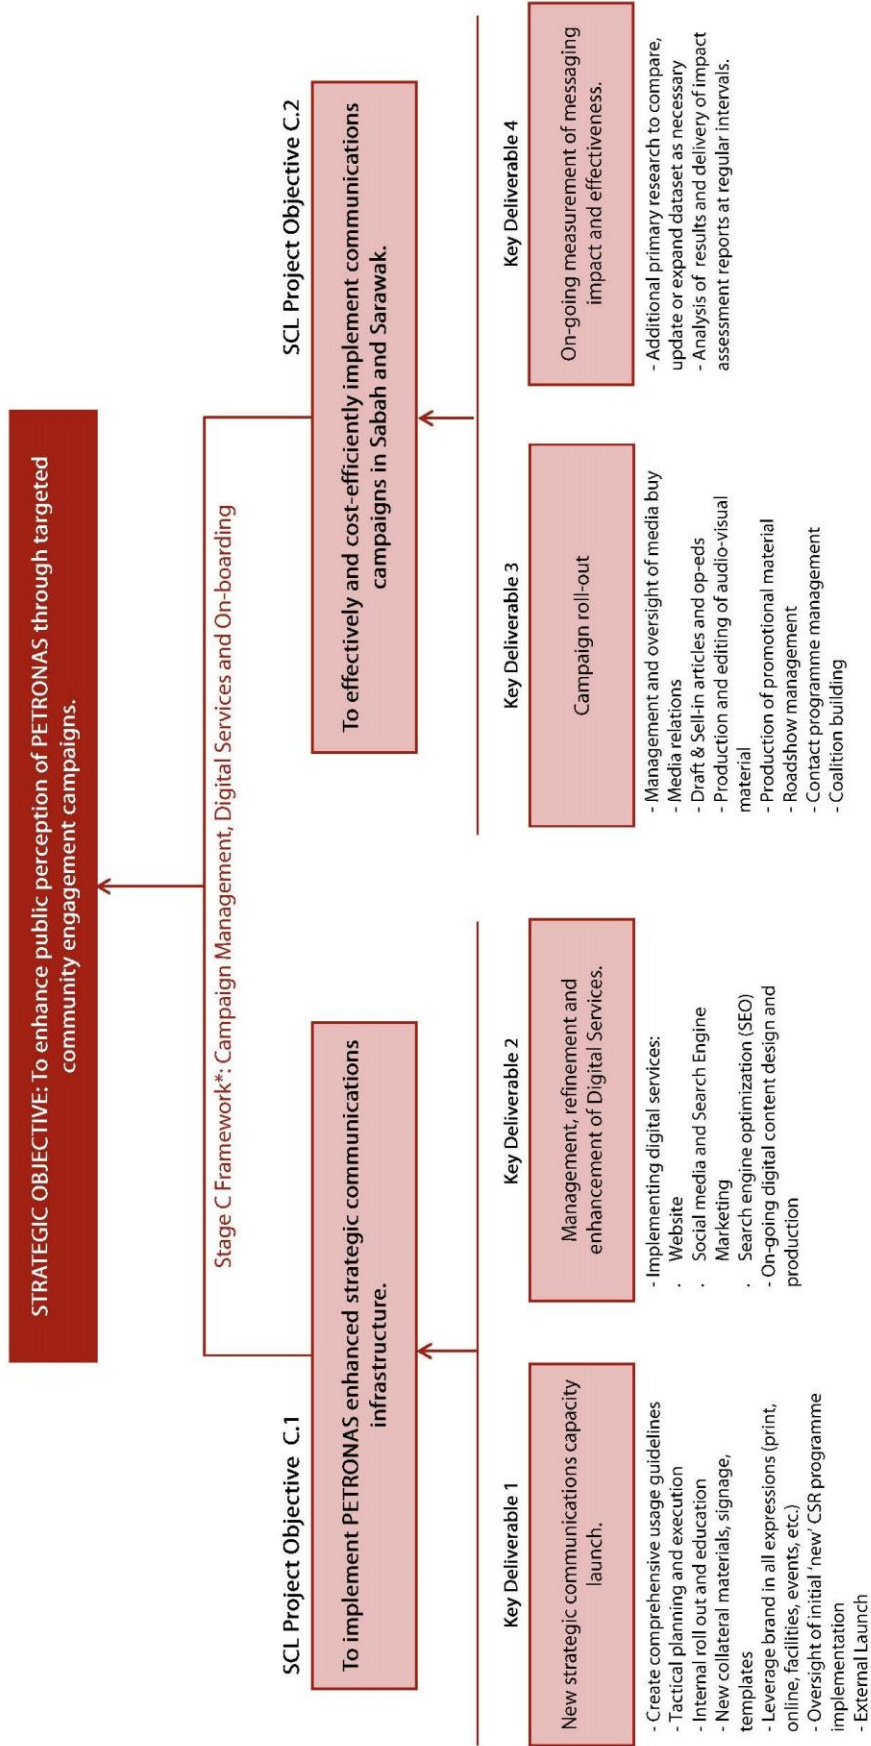 STRATEGIC OBJECTIVE: To enhance public perception of PETRONAS through targeted
community engagement campaigns.
Stage C Framework*: Campaign Management, Digital Services and On-boarding
SCL Project Objective C.1
To implement PETRONAS enhanced strategic communications
infrastructure.
Key Deliverable 1
New strategic communications capacity
launch.
- Create comprehensive usage guidelines
- Tactical planning and execution
- Internal roll out and education
- New collateral materials, signage,
templates
- Leverage brand in all expressions (print,
online, facilities, events, etc.)
- Oversight of initial ‘new’ CSR programme
implementation
- External Launch
Key Deliverable 2
Management, refinement and
enhancement of Digital Services.
- Implementing digital services:
. Website
. Social media and Search Engine
Marketing
. Search engine optimization (SEO)
- On-going digital content design and
production
SCL Project Objective C.2
To effectively and cost-efficiently implement communications
campaigns in Sabah and Sarawak.
Key Deliverable 3
Campaign roll-out
- Management and oversight of media buy
- Media relations
- Draft & Sell-in articles and op-eds
- Production and editing of audio-visual
material
- Production of promotional material
- Roadshow management
- Contact programme management
- Coalition building
Key Deliverable 4
On-going measurement of messaging
impact and effectiveness.
- Additional primary research to compare,
update or expand dataset as necessary
- Analysis of results and delivery of impact
assessment reports at regular intervals.